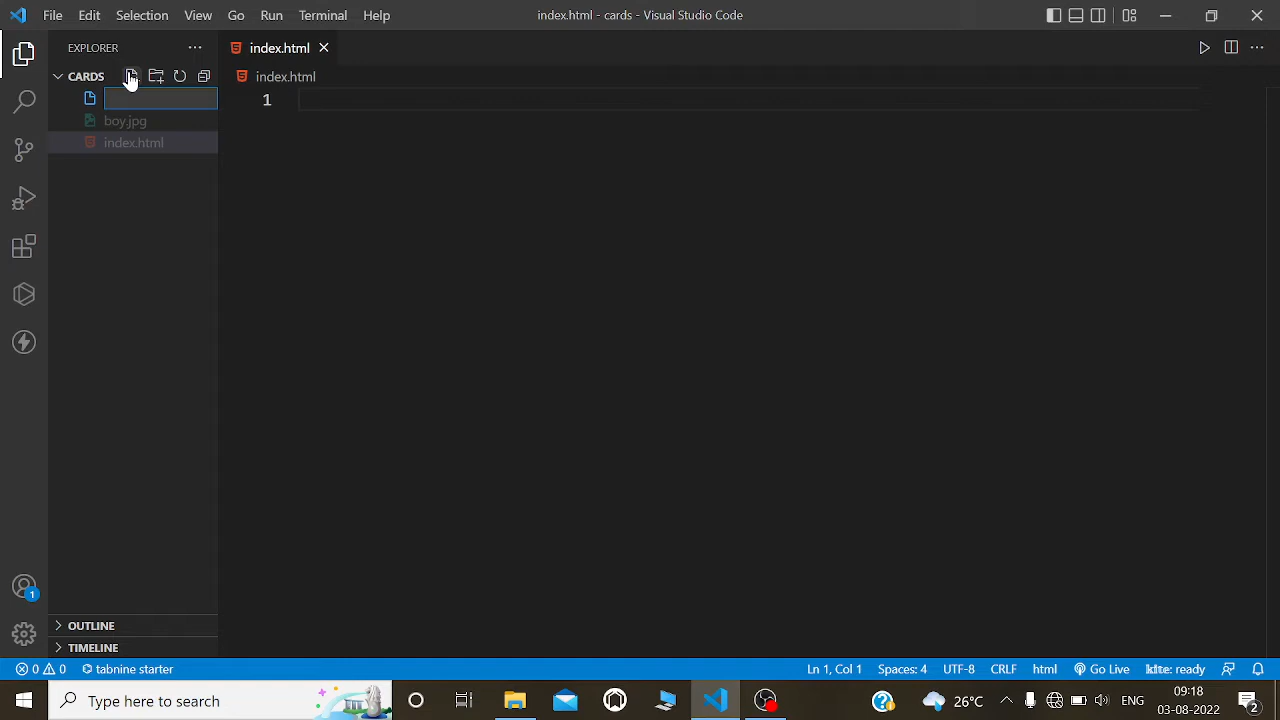 File Edit Selection View Go Run Terminal Help index.html - cards - Visual Studio Code
EXPLORER
index.html
CARDS
index.html
boy.jpg
index.html
1
OUTLINE
TIMELINE
0 0 tabnine starter Ln 1, Col 1 Spaces: 4 UTF-8 CRLF html Go Live kite: ready
1
Type here to search
26°C
ENG
09:18
03-08-2022
2